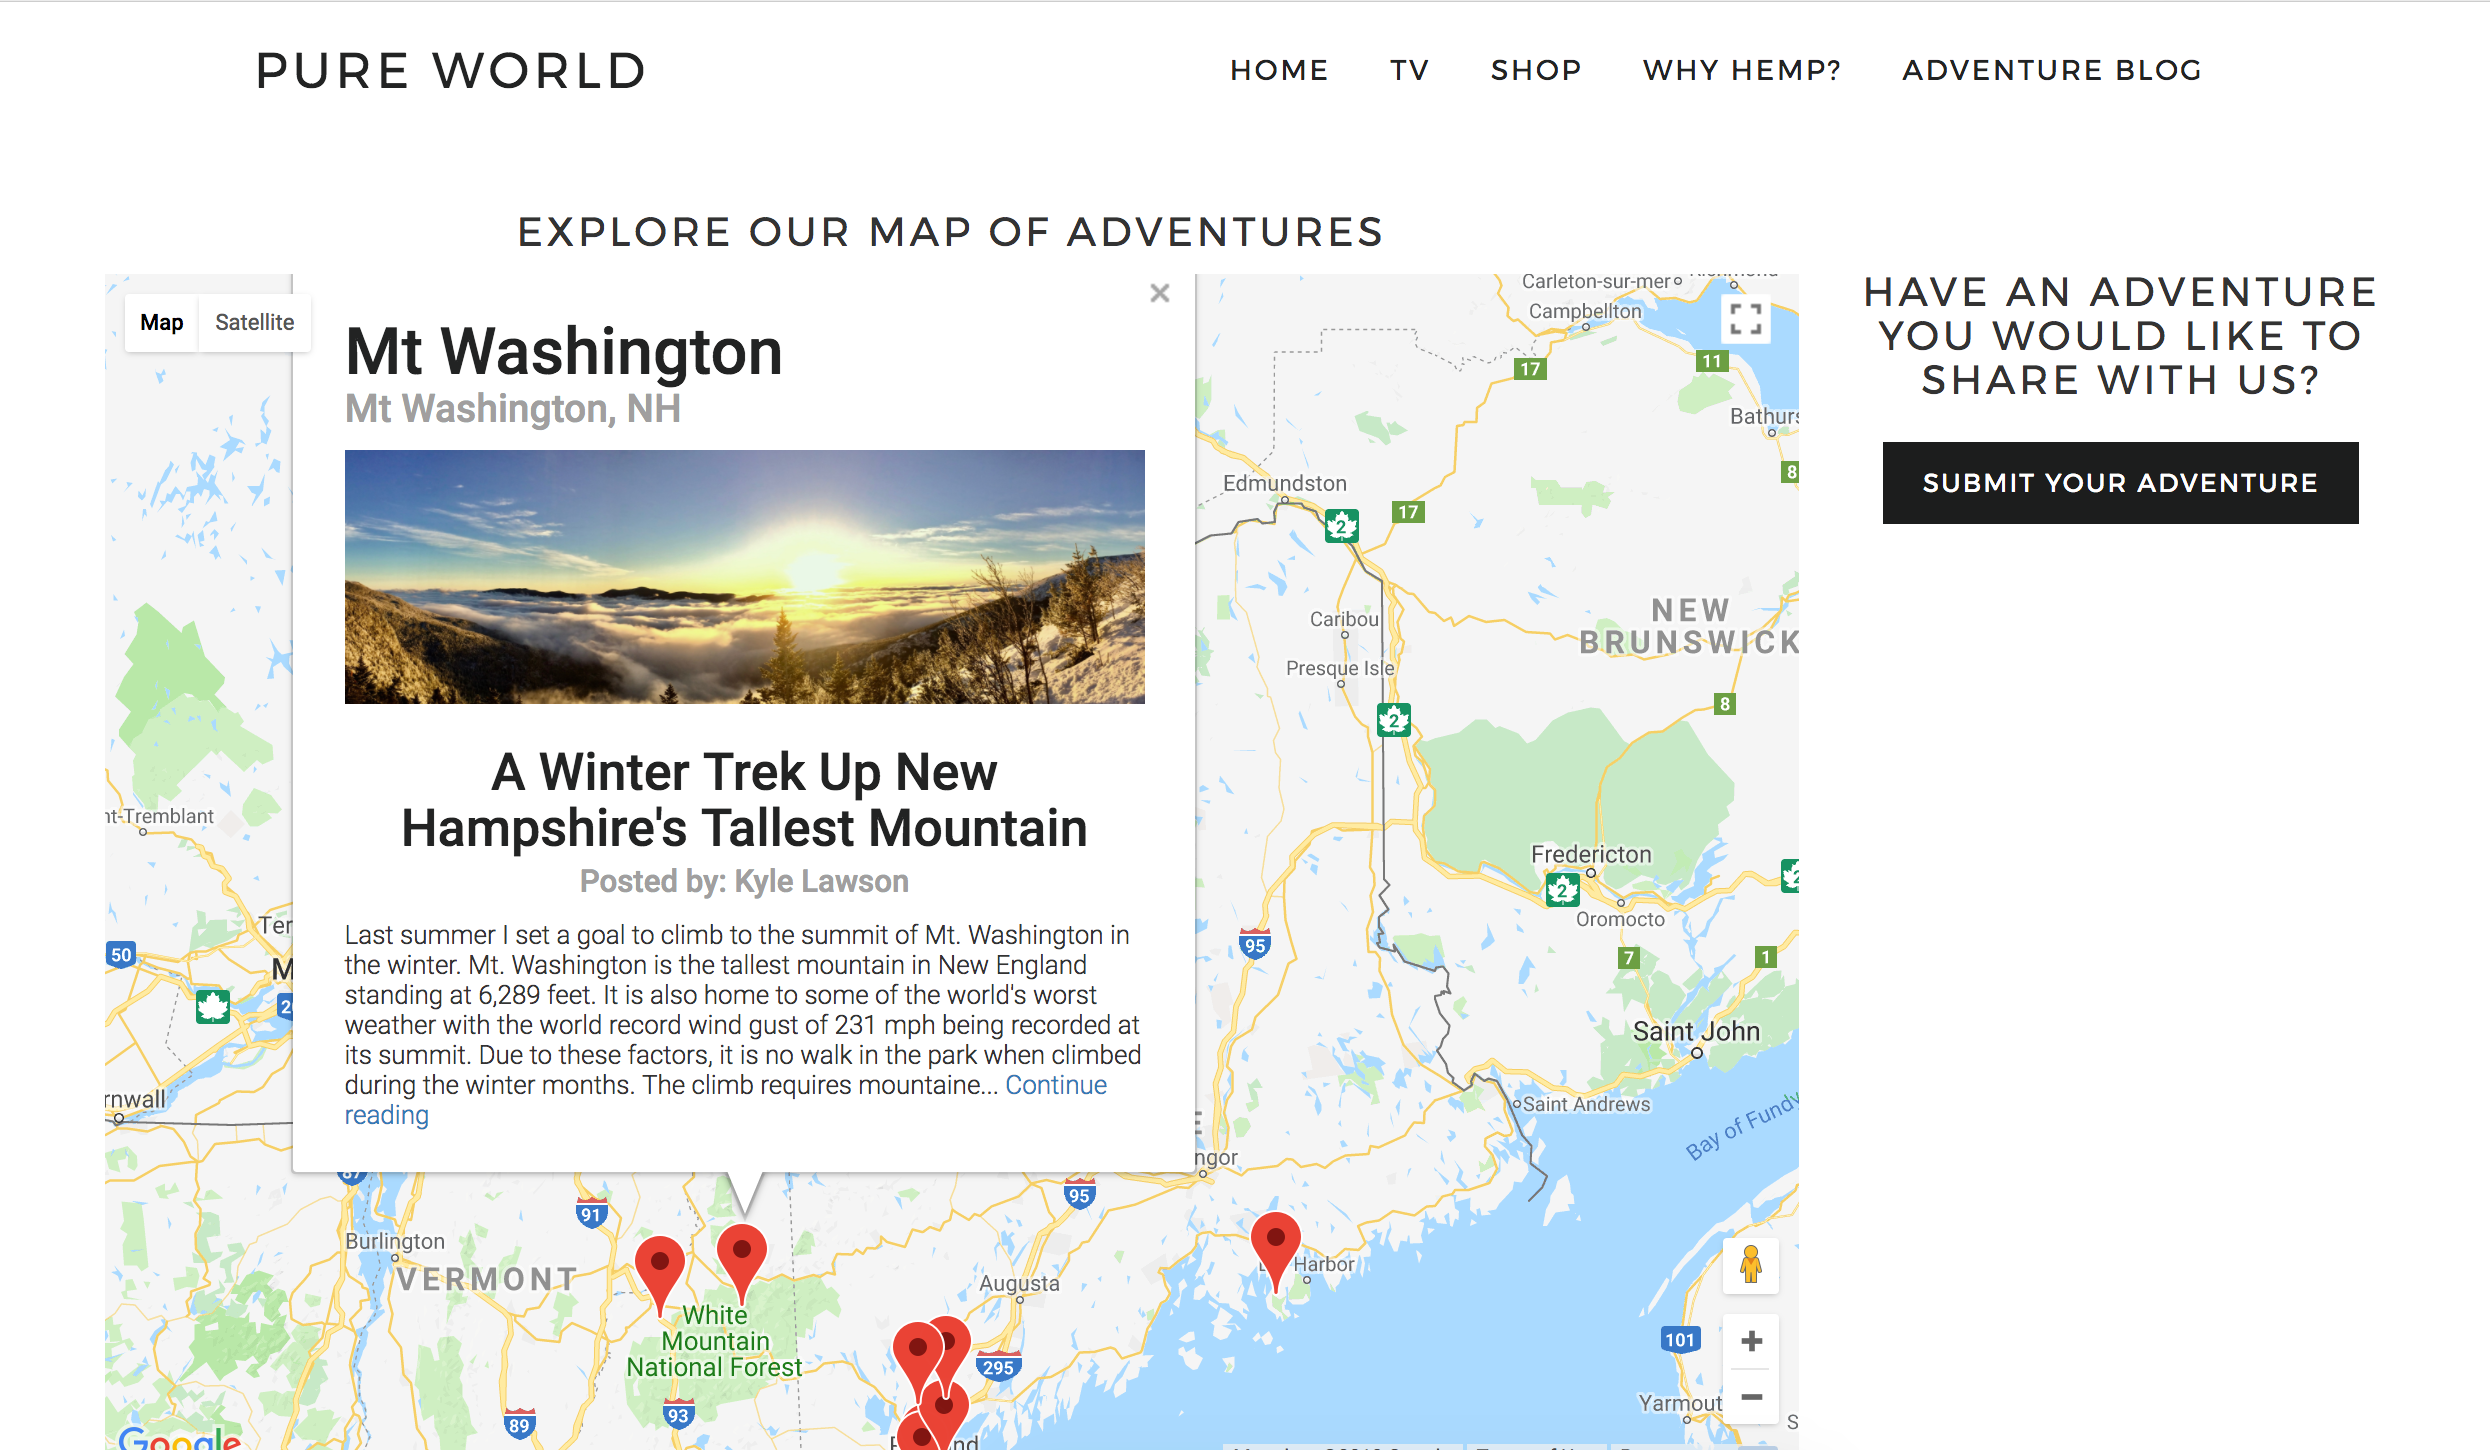 PURE WORLD
HOME TV SHOP WHY HEMP? ADVENTURE BLOG
EXPLORE OUR MAP OF ADVENTURES
HAVE AN ADVENTURE
YOU WOULD LIKE TO
SHARE WITH US?
SUBMIT YOUR ADVENTURE
Map Satellite
Mt Washington
Mt Washington, NH
A Winter Trek Up New
Hampshire's Tallest Mountain
Posted by: Kyle Lawson
Last summer I set a goal to climb to the summit of Mt. Washington in
the winter. Mt. Washington is the tallest mountain in New England
standing at 6,289 feet. It is also home to some of the world's worst
weather with the world record wind gust of 231 mph being recorded at
its summit. Due to these factors, it is no walk in the park when climbed
during the winter months. The climb requires mountaine... Continue
reading
Carleton-sur-mer
Campbellton
17
11
Bathurs
8
Edmundston
2
17
Caribou
NEW
BRUNSWICK
Presque Isle
8
2
nt-Tremblant
Fredericton
2
2
Oromocto
Ter
M
50
95
7
1
2
Saint John
rnwall
Saint Andrews
Bay of Fundy
ngor
87
91
95
Burlington
VERMONT
Augusta
Harbor
White
Mountain
National Forest
295
101
Yarmout
89
93
S
nd
Google